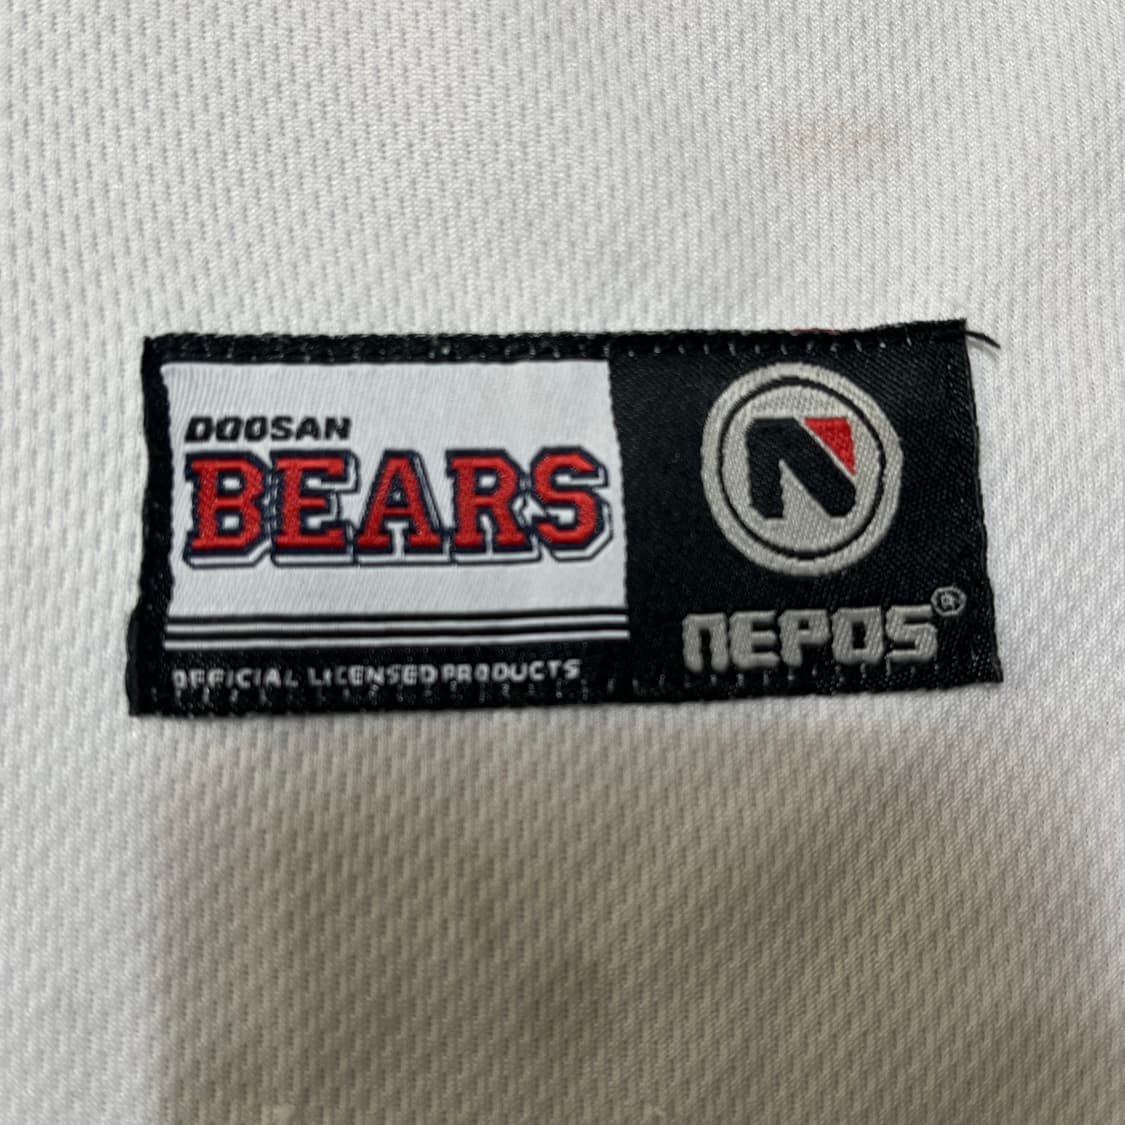 DOOSAN
BEARS
OFFICIAL LICENSED PRODUCTS
N
NEPOS®